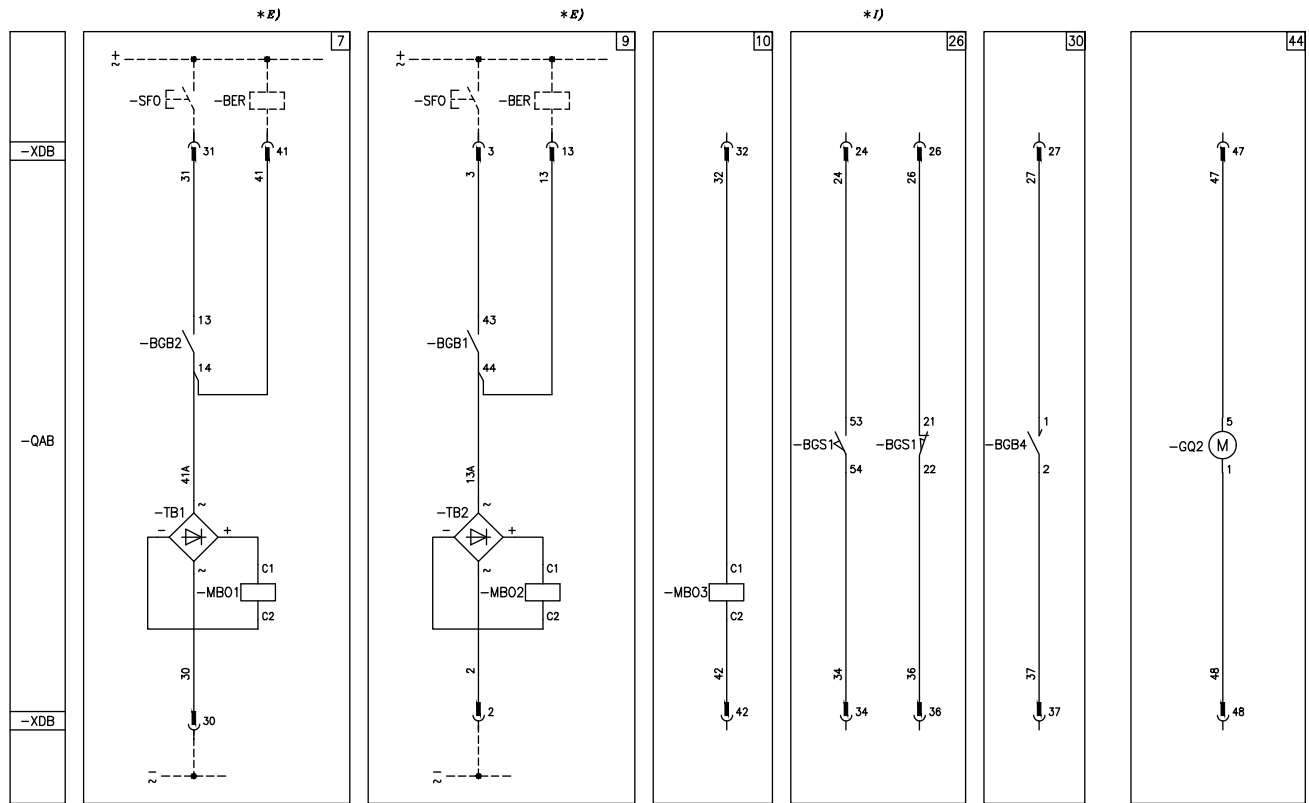 *E)
*E)
*I)
7
9
10
26
30
44
+
~
+
~
-SFO
-BER
-SFO
-BER
-XDB
31
41
3
13
32
24
26
27
47
31
41
3
13
32
24
26
27
47
13
-BGB2
14
43
-BGB1
44
-QAB
53
-BGS1
54
21
-BGS1
22
1
-BGB4
2
5
-GQ2
M
1
41A
13A
-TB1
~
-
+
~
-TB2
~
-
+
~
C1
-MBO1
C2
C1
-MBO2
C2
C1
-MBO3
C2
30
2
42
34
36
37
48
-XDB
30
2
42
34
36
37
48
-
~
-
~